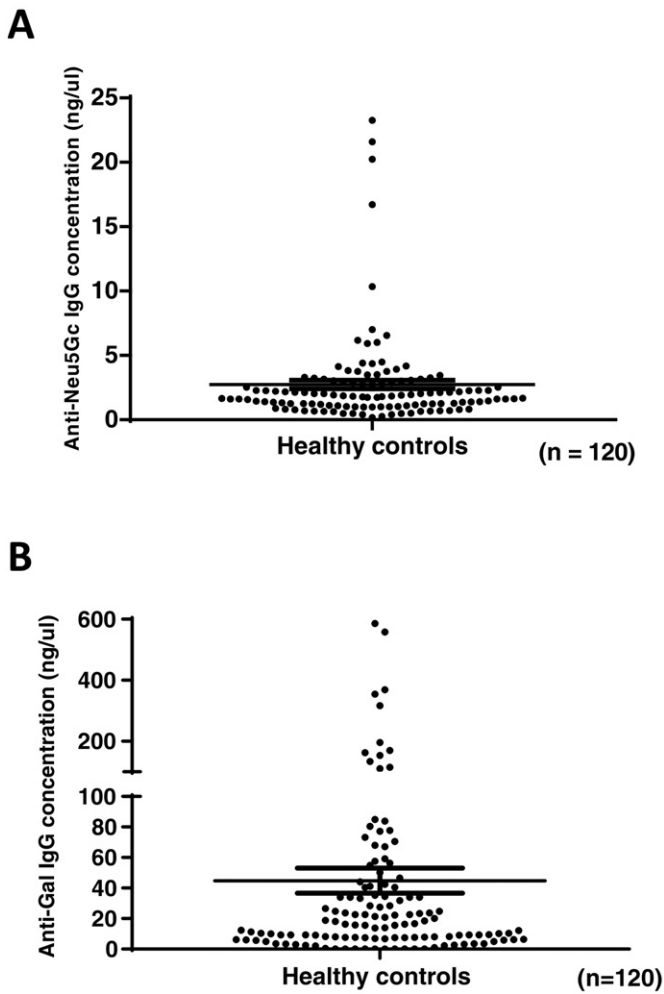 A
Anti-Neu5Gc IgG concentration (ng/ul)
25
20
15
10
5
0
Healthy controls
(n = 120)
B
Anti-Gal IgG concentration (ng/ul)
600
400
200
100
80
60
40
20
0
Healthy controls
(n=120)